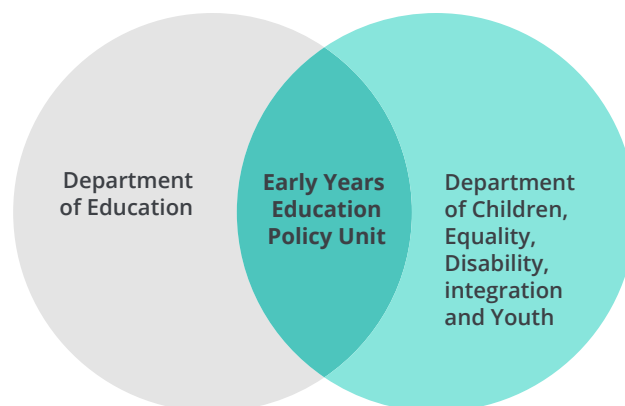 Department
of Education
Early Years
Education
Policy Unit
Department
of Children,
Equality,
Disability,
integration
and Youth